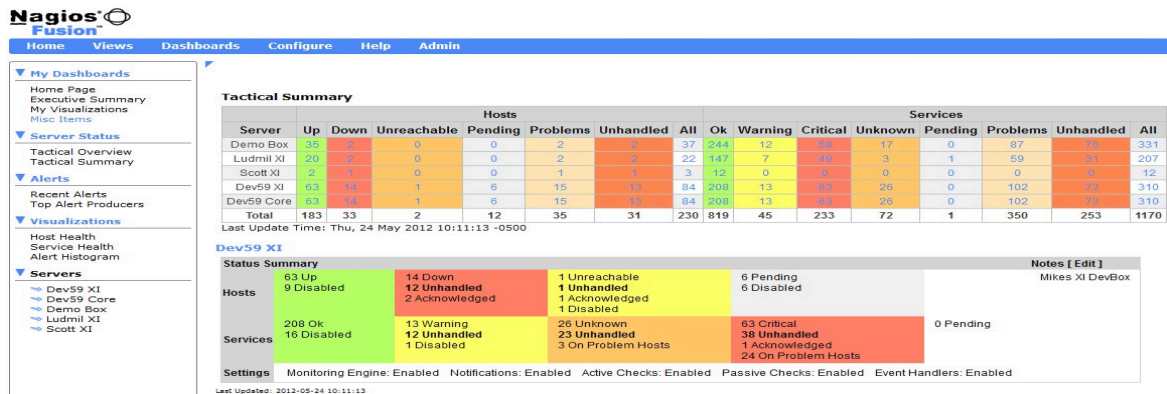 Nagios®
Fusion™
Home Views Dashboards Configure Help Admin
My Dashboards
Home Page
Executive Summary
My Visualizations
Misc Items
Server Status
Tactical Overview
Tactical Summary
Alerts
Recent Alerts
Top Alert Producers
Visualizations
Host Health
Service Health
Alert Histogram
Servers
Dev59 XI
Dev59 Core
Demo Box
Ludmil XI
Scott XI
Tactical Summary
Hosts Services
Server Up Down Unreachable Pending Problems Unhandled All Ok Warning Critical Unknown Pending Problems Unhandled All
Demo Box 35 2 0 0 2 2 37 244 12 58 17 0 87 76 331
Ludmil XI 20 2 0 0 2 2 22 147 7 49 3 1 59 31 207
Scott XI 2 1 0 0 1 1 3 12 0 0 0 0 0 0 12
Dev59 XI 63 14 1 6 15 13 84 208 13 63 26 0 102 73 310
Dev59 Core 63 14 1 6 15 13 84 208 13 63 26 0 102 73 310
Total 183 33 2 12 35 31 230 819 45 233 72 1 350 253 1170
Last Update Time: Thu, 24 May 2012 10:11:13 -0500
Dev59 XI
Status Summary Notes [ Edit ]
Hosts
63 Up
9 Disabled
14 Down
12 Unhandled
2 Acknowledged
1 Unreachable
1 Unhandled
1 Acknowledged
1 Disabled
6 Pending
6 Disabled
Mikes XI DevBox
Services
208 Ok
16 Disabled
13 Warning
12 Unhandled
1 Disabled
26 Unknown
23 Unhandled
3 On Problem Hosts
63 Critical
38 Unhandled
1 Acknowledged
24 On Problem Hosts
0 Pending
Settings Monitoring Engine: Enabled Notifications: Enabled Active Checks: Enabled Passive Checks: Enabled Event Handlers: Enabled
Last Updated: 2012-05-24 10:11:13